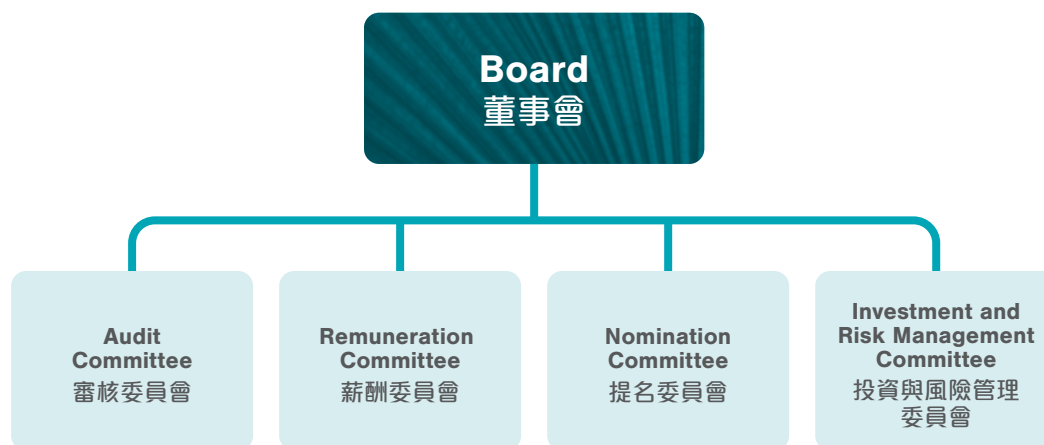 Board
董事會
Audit
Committee
審核委員會
Remuneration
Committee
薪酬委員會
Nomination
Committee
提名委員會
Investment and
Risk Management
Committee
投資與風險管理
委員會